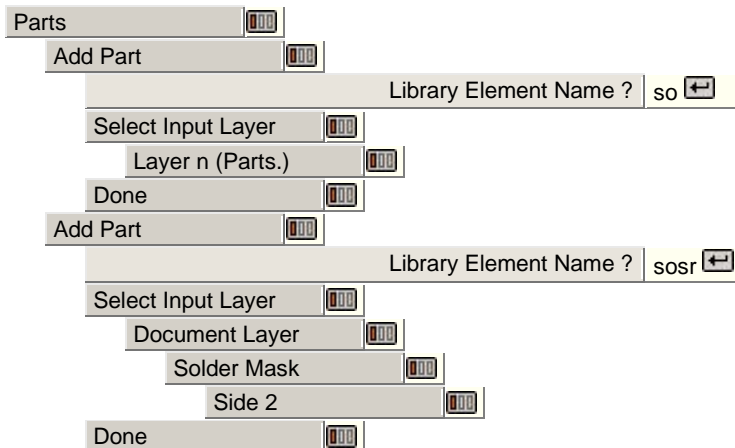 Parts
Add Part
Library Element Name ? so
Select Input Layer
Layer n (Parts.)
Done
Add Part
Library Element Name ? sosr
Select Input Layer
Document Layer
Solder Mask
Side 2
Done